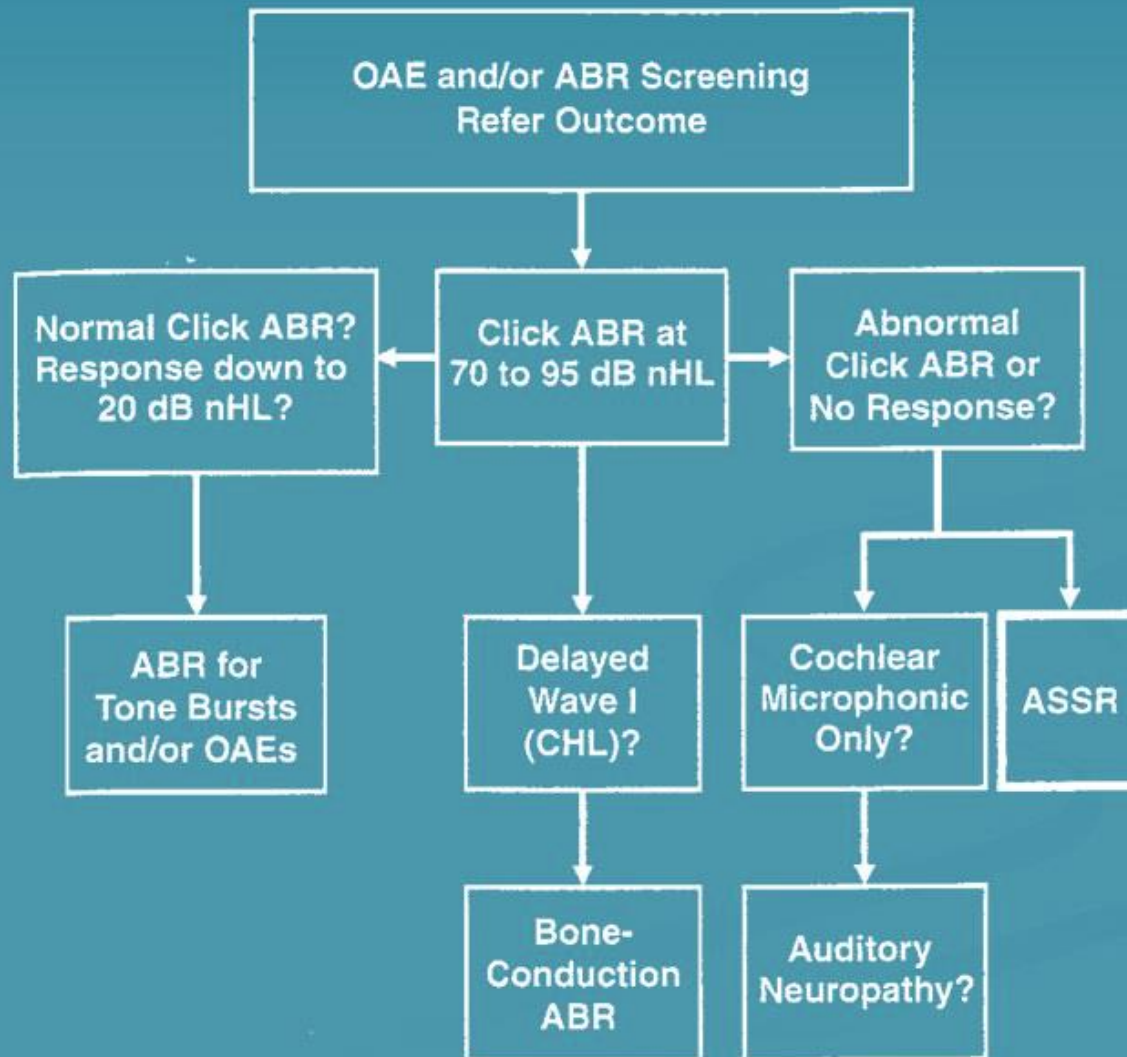 OAE and/or ABR Screening
Refer Outcome
Normal Click ABR?
Response down to
20 dB nHL?
Click ABR at
70 to 95 dB nHL
Abnormal
Click ABR or
No Response?
ABR for
Tone Bursts
and/or OAEs
Delayed
Wave I
(CHL)?
Cochlear
Microphonic
Only?
ASSR
Bone-
Conduction
ABR
Auditory
Neuropathy?